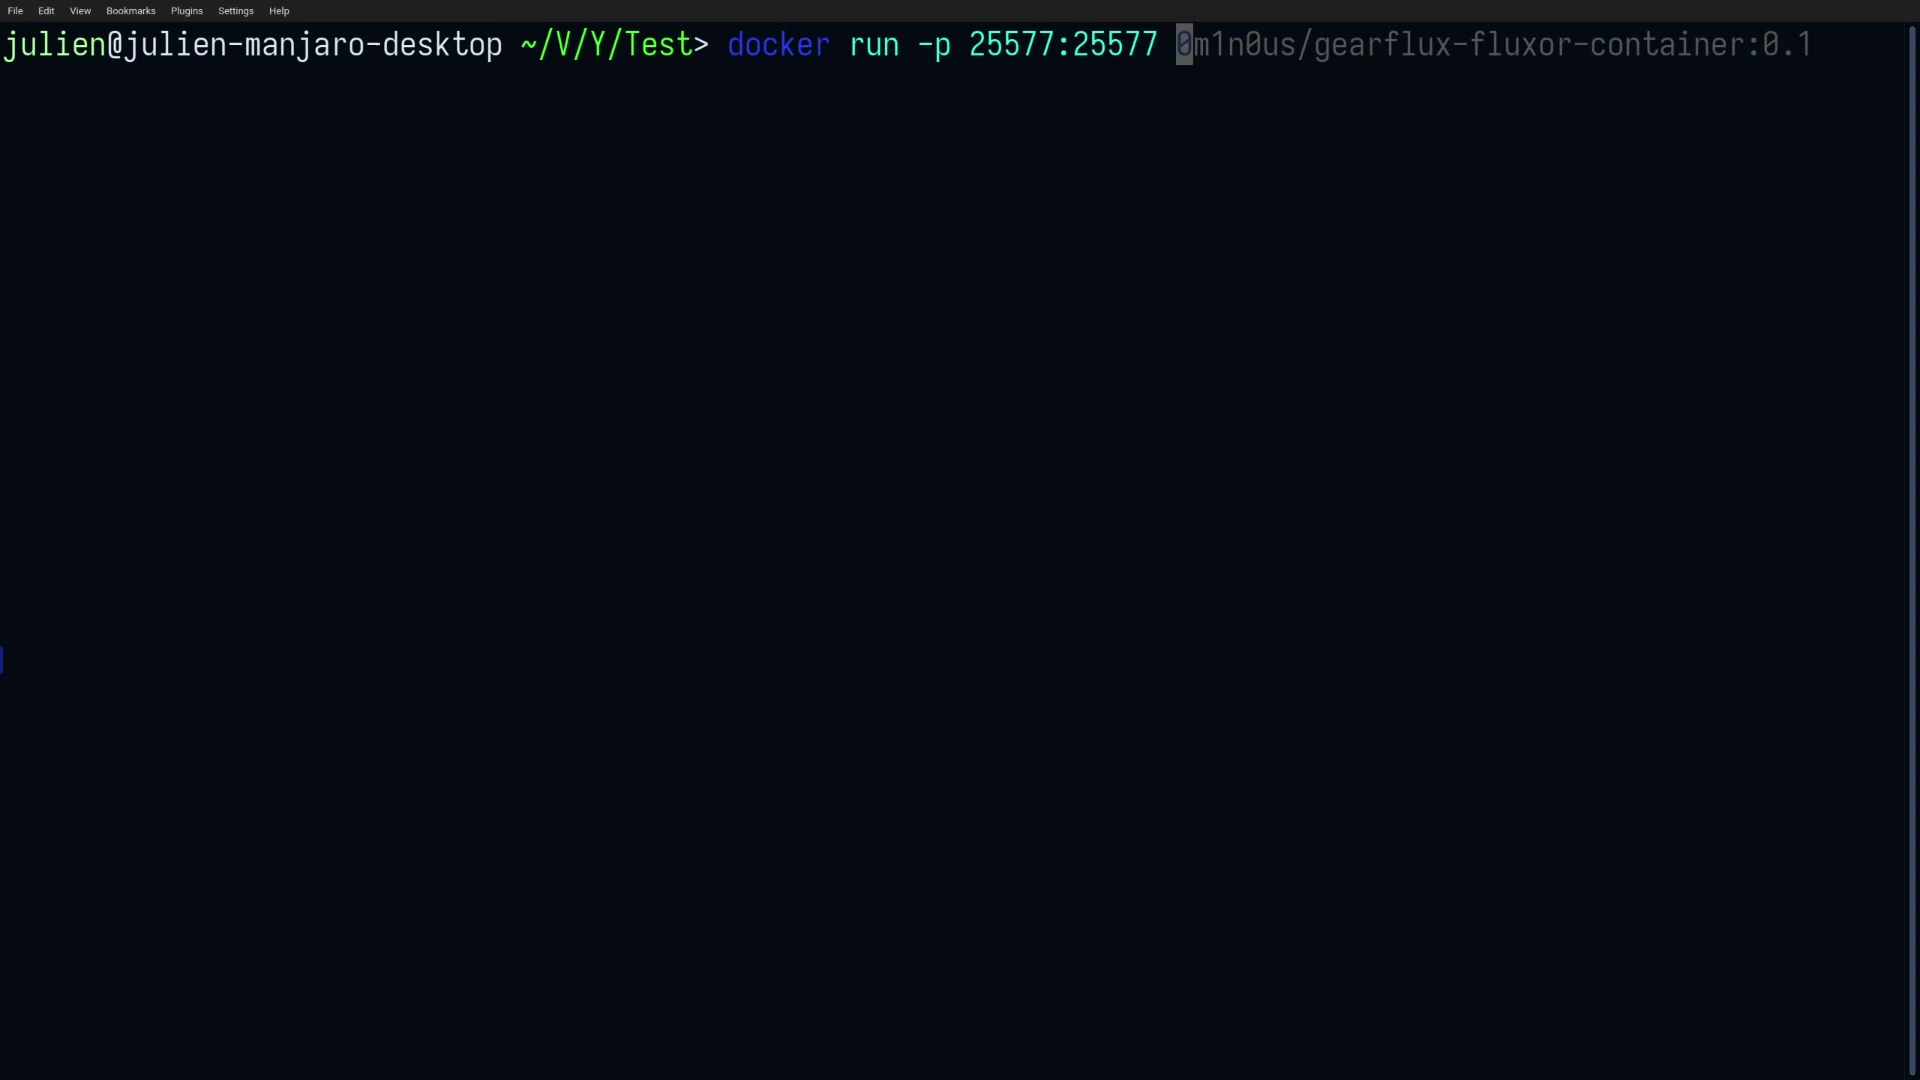 File Edit View Bookmarks Plugins Settings Help
julien@julien-manjaro-desktop ~/V/Y/Test> docker run -p 25577:25577 0m1n0us/gearflux-fluxor-container:0.1